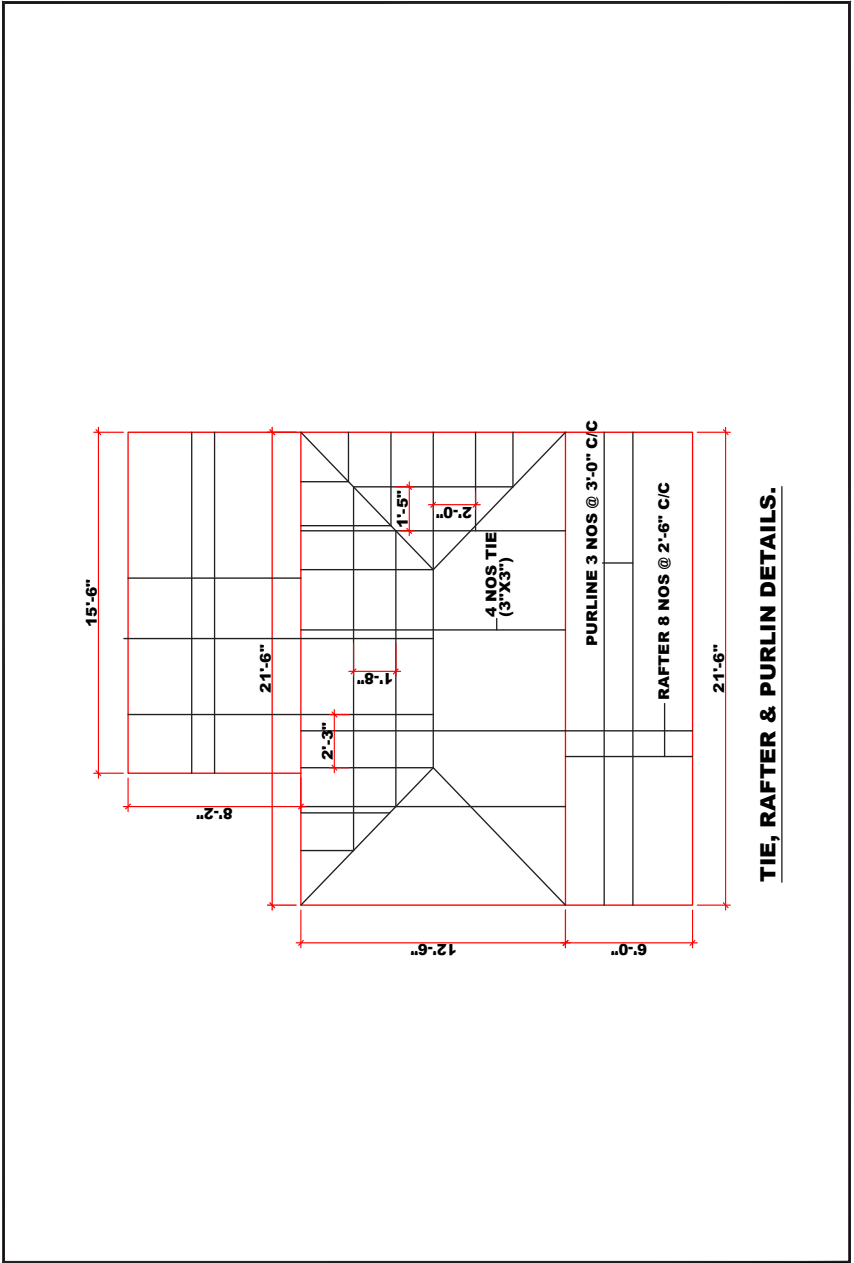 15'-6"
21'-6"
8'-2"
2'-3"
1'-8"
1'-5"
2'-0"
4 NOS TIE
(3"X3")
12'-6"
6'-0"
PURLINE 3 NOS @ 3'-0" C/C
RAFTER 8 NOS @ 2'-6" C/C
21'-6"
TIE, RAFTER & PURLIN DETAILS.